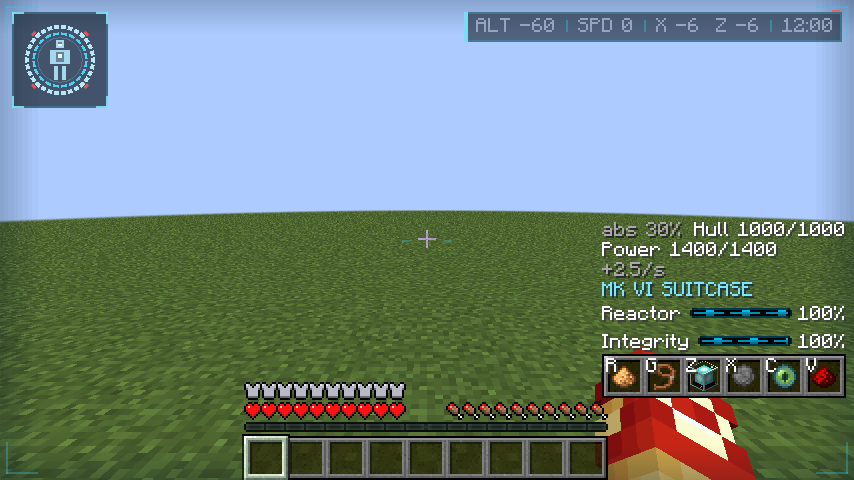 ALT -60 | SPD 0 | X -6 Z -6 | 12:00
abs 30% Hull 1000/1000
Power 1400/1400
+2.5/s
MK VI SUITCASE
Reactor 100%
Integrity 100%
R G Z X C V